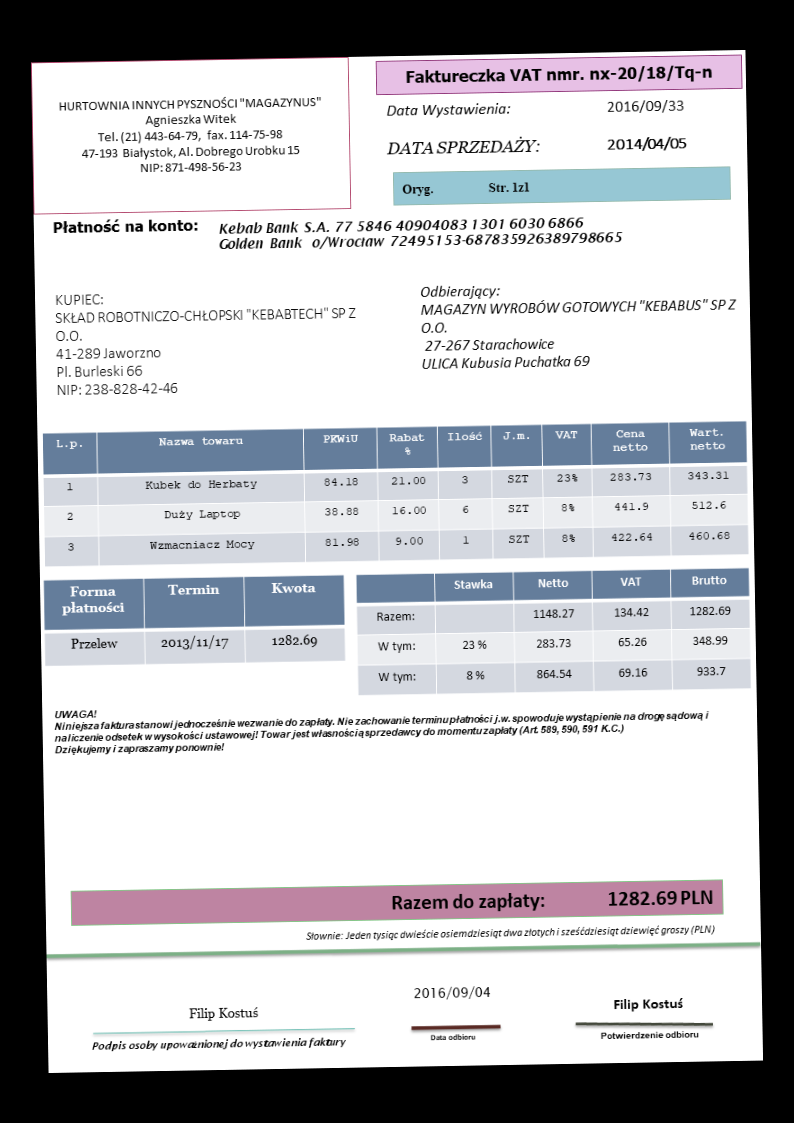 HURTOWNIA INNYCH PYSZNOŚCI "MAGAZYNUS"
Agnieszka Witek
Tel. (21) 443-64-79, fax. 114-75-98
47-193 Białystok, Al. Dobrego Urobku 15
NIP: 871-498-56-23
Faktureczka VAT nmr. nx-20/18/Tq-n
Data Wystawienia: 2016/09/33
DATA SPRZEDAŻY: 2014/04/05
Oryg. Str. 1z1
Płatność na konto: Kebab Bank S.A. 77 5846 40904083 1301 6030 6866
Golden Bank o/Wrocław 72495153-687835926389798665
KUPIEC:
SKŁAD ROBOTNICZO-CHŁOPSKI "KEBABTECH" SP Z
O.O.
41-289 Jaworzno
Pl. Burleski 66
NIP: 238-828-42-46
Odbierający:
MAGAZYN WYROBÓW GOTOWYCH "KEBABUS" SP Z
O.O.
27-267 Starachowice
ULICA Kubusia Puchatka 69
L.p. Nazwa towaru PKWiU Rabat % Ilość J.m. VAT Cena netto Wart. netto
1 Kubek do Herbaty 84.18 21.00 3 SZT 23% 283.73 343.31
2 Duży Laptop 38.88 16.00 6 SZT 8% 441.9 512.6
3 Wzmacniacz Mocy 81.98 9.00 1 SZT 8% 422.64 460.68
Forma płatności Termin Kwota
Przelew 2013/11/17 1282.69
Stawka Netto VAT Brutto
Razem: 1148.27 134.42 1282.69
W tym: 23 % 283.73 65.26 348.99
W tym: 8 % 864.54 69.16 933.7
UWAGA!
Niniejsza faktura stanowi jednocześnie wezwanie do zapłaty. Nie zachowanie terminu płatności j.w. spowoduje wystąpienie na drogę sądową i
naliczenie odsetek w wysokości ustawowej! Towar jest własnością sprzedawcy do momentu zapłaty (Art. 589, 590, 591 K.C.)
Dziękujemy i zapraszamy ponownie!
Razem do zapłaty: 1282.69 PLN
Słownie: Jeden tysiąc dwieście osiemdziesiąt dwa złotych i sześćdziesiąt dziewięć groszy (PLN)
Filip Kostuś
Podpis osoby upoważnionej do wystawienia faktury
2016/09/04
Data odbioru
Filip Kostuś
Potwierdzenie odbioru